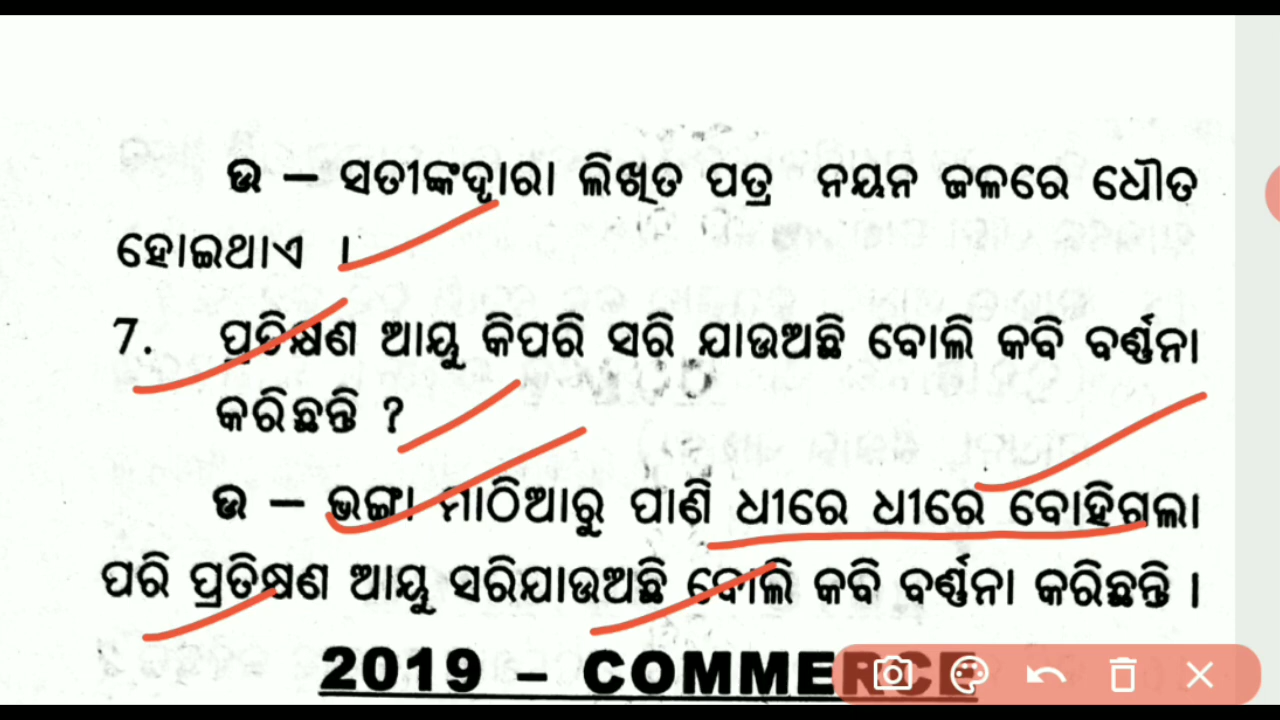 ଉ – ସତୀଙ୍କଦ୍ୱାରା ଲିଖିତ ପତ୍ର ନୟନ ଜଳରେ ଧୌତ
ହୋଇଥାଏ ।
7. ପ୍ରତିକ୍ଷଣ ଆୟୁ କିପରି ସରି ଯାଉଅଛି ବୋଲି କବି ବର୍ଣ୍ଣନା
କରିଛନ୍ତି ?
ଉ – ଭଙ୍ଗା ମାଠିଆରୁ ପାଣି ଧୀରେ ଧୀରେ ବୋହିଗଲା
ପରି ପ୍ରତିକ୍ଷଣ ଆୟୁ ସରିଯାଉଅଛି ବୋଲି କବି ବର୍ଣ୍ଣନା କରିଛନ୍ତି ।
2019 – COMMERCE